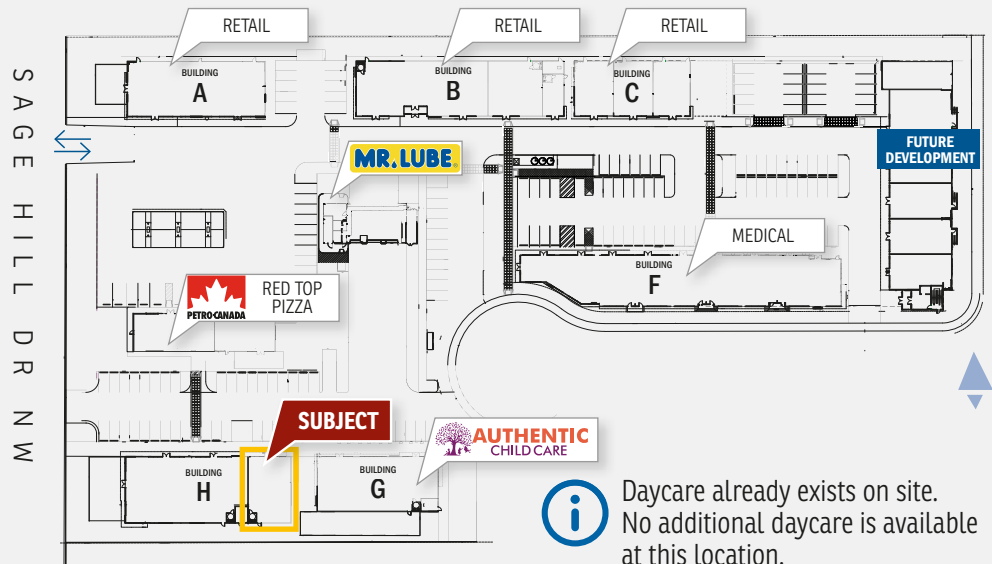 RETAIL
RETAIL
RETAIL
BUILDING
A
BUILDING
B
BUILDING
C
SAGE HILL DR NW
FUTURE
DEVELOPMENT
MR. LUBE
MEDICAL
BUILDING
F
PETRO-CANADA
RED TOP
PIZZA
SUBJECT
AUTHENTIC
CHILD CARE
BUILDING
H
BUILDING
G
i
Daycare already exists on site.
No additional daycare is available
at this location.